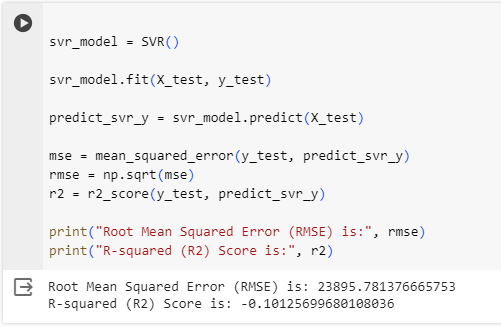 svr_model = SVR()
svr_model.fit(X_test, y_test)
predict_svr_y = svr_model.predict(X_test)
mse = mean_squared_error(y_test, predict_svr_y)
rmse = np.sqrt(mse)
r2 = r2_score(y_test, predict_svr_y)
print("Root Mean Squared Error (RMSE) is:", rmse)
print("R-squared (R2) Score is:", r2)
Root Mean Squared Error (RMSE) is: 23895.781376665753
R-squared (R2) Score is: -0.10125699680108036